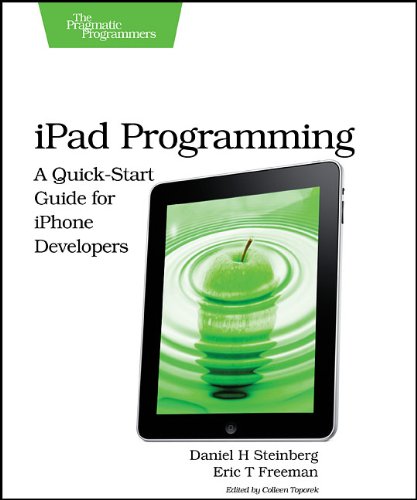 The
Pragmatic
Programmers
iPad Programming
A Quick-Start
Guide for
iPhone
Developers
Daniel H Steinberg
Eric T Freeman
Edited by Colleen Toporek